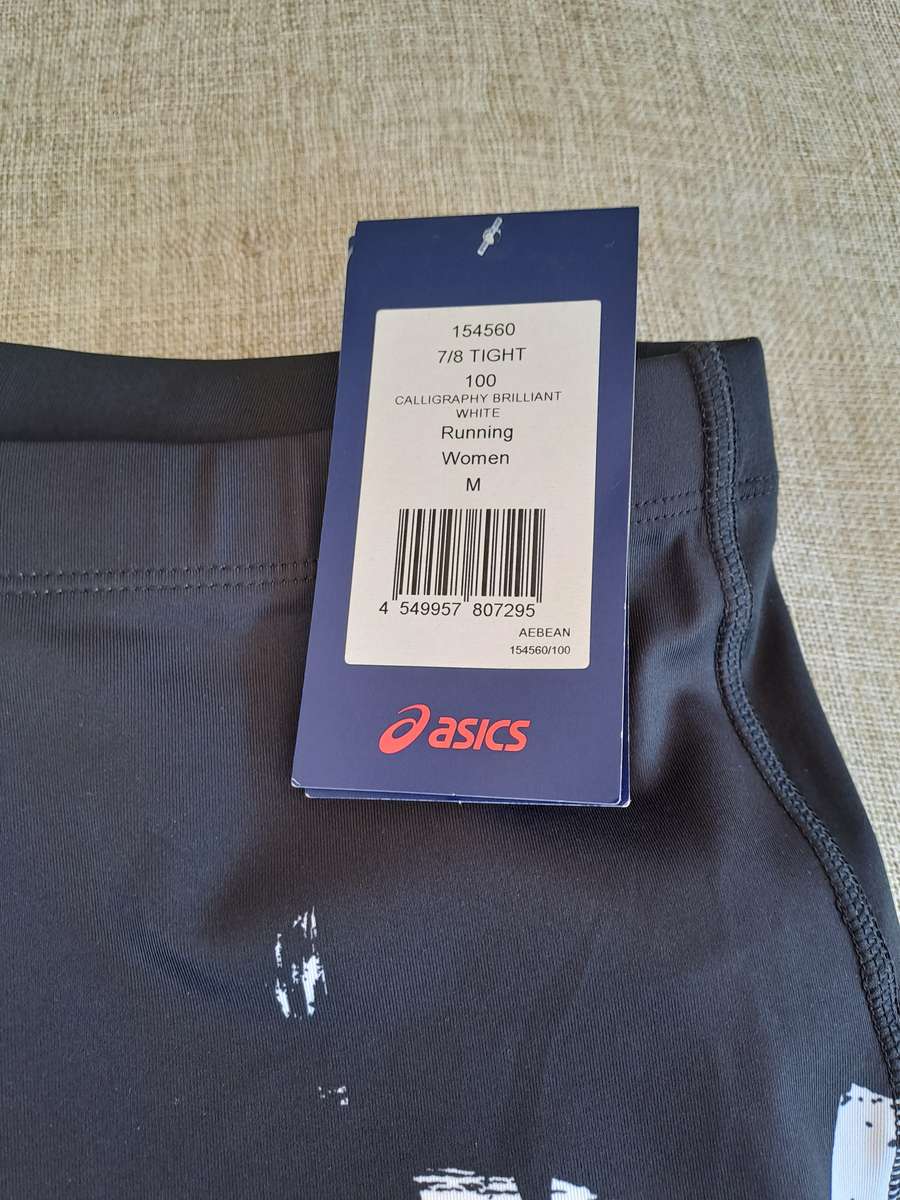 154560
7/8 TIGHT
100
CALLIGRAPHY BRILLIANT
WHITE
Running
Women
M
4 549957 807295
AEBEAN
154560/100
asics